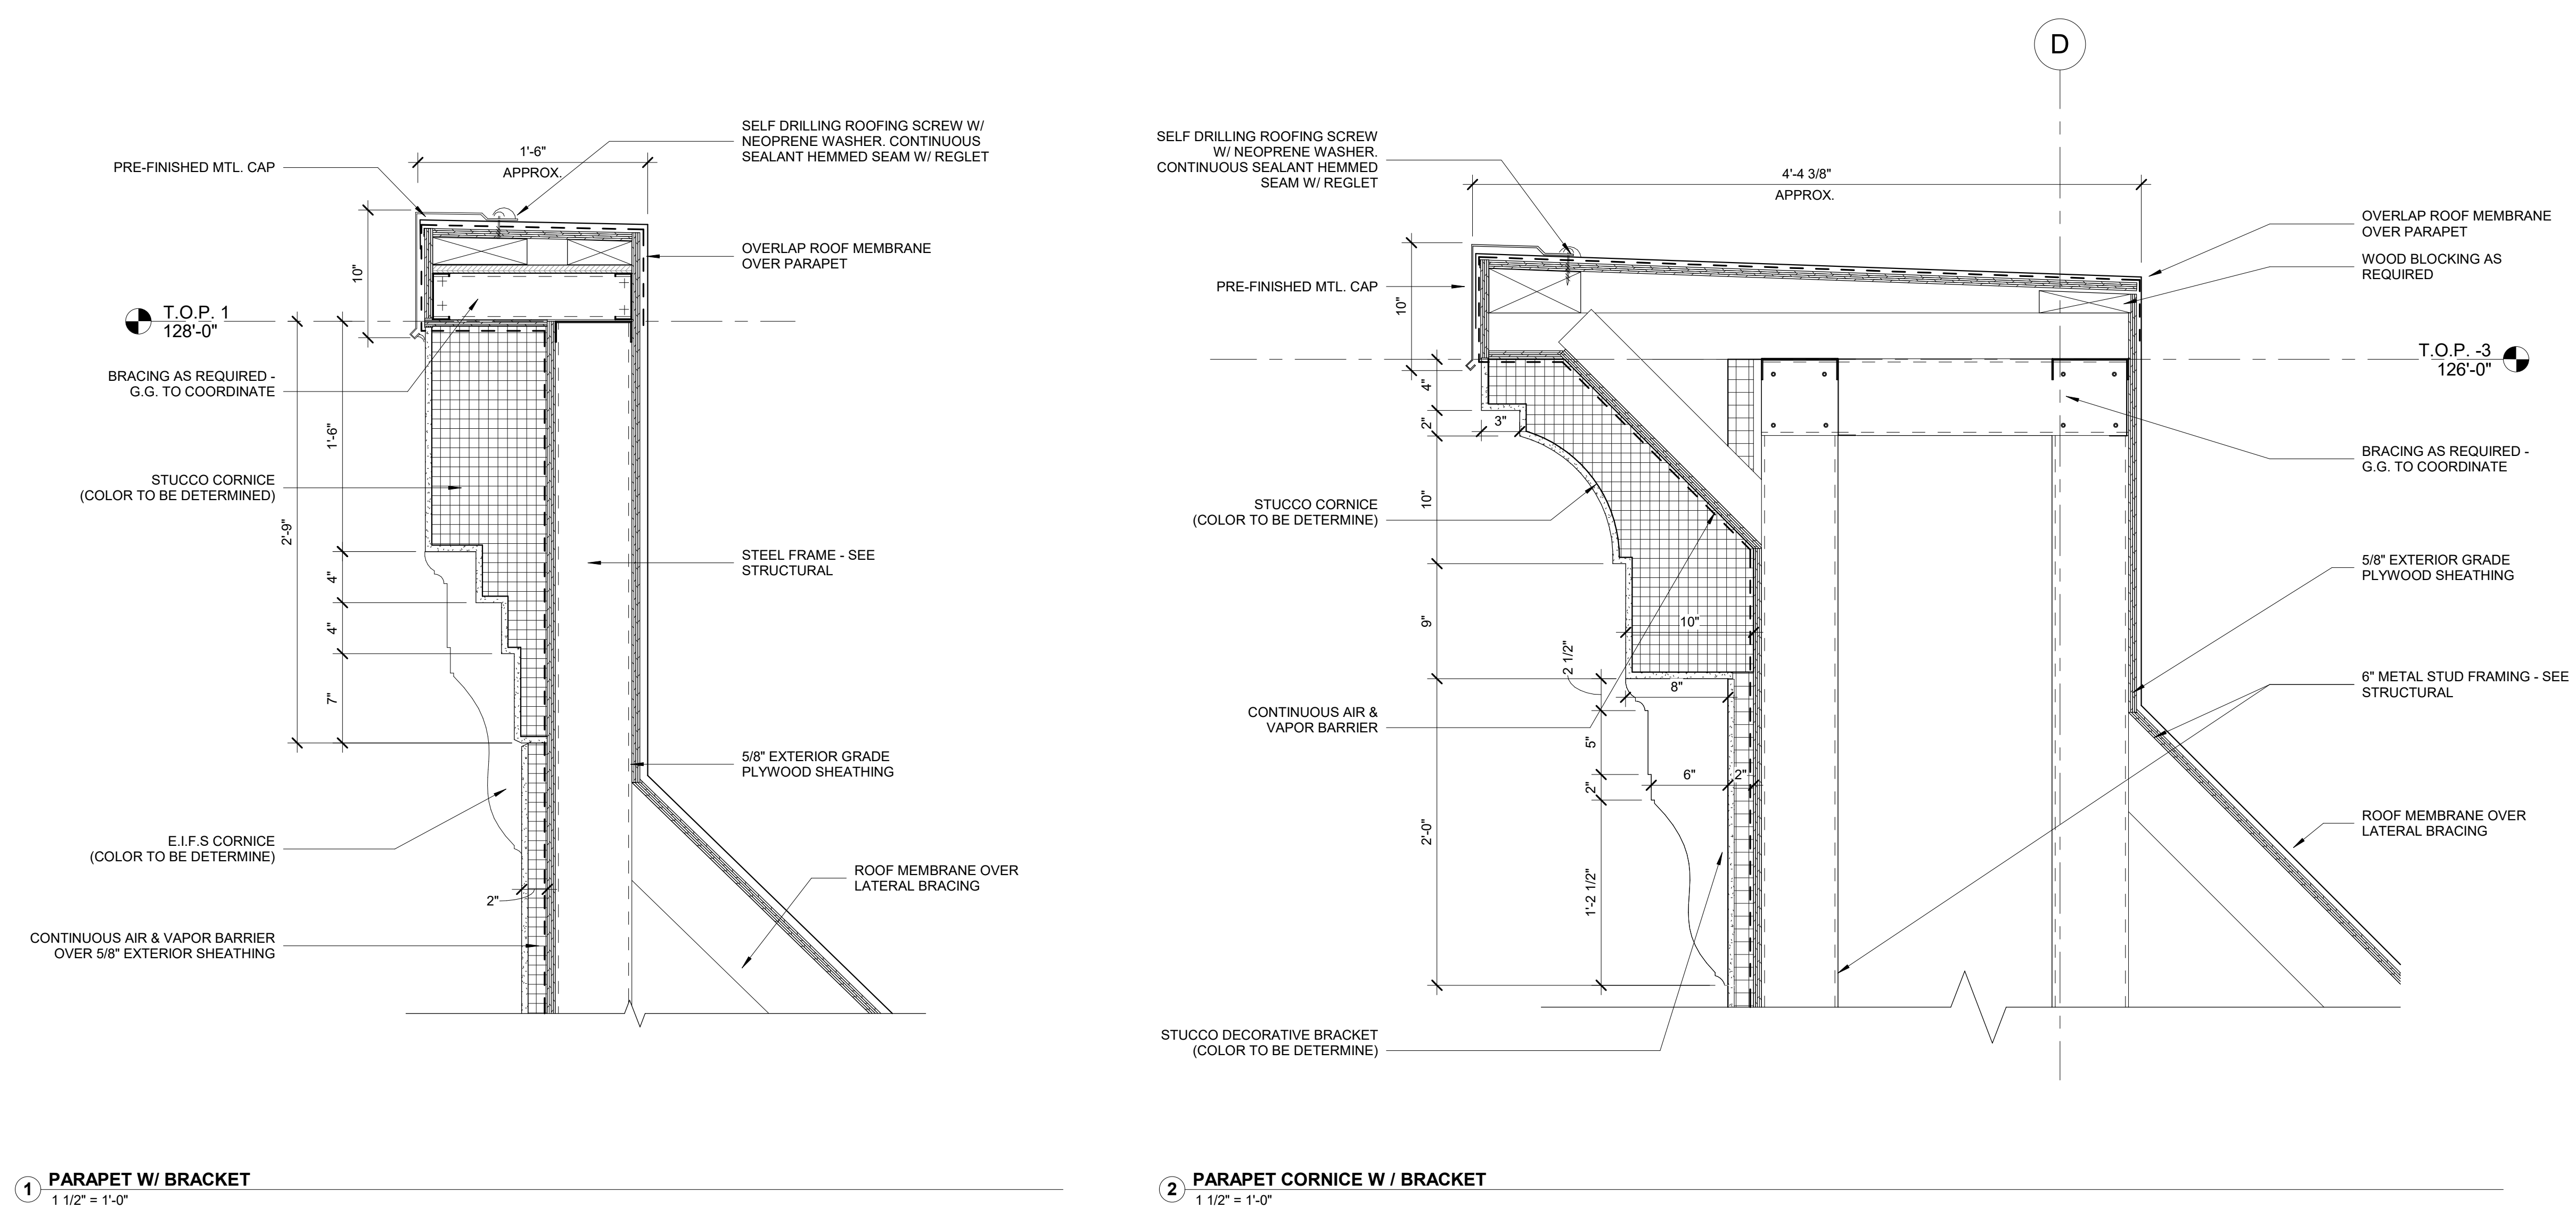 SELF DRILLING ROOFING SCREW W/
NEOPRENE WASHER. CONTINUOUS
SEALANT HEMMED SEAM W/ REGLET
1'-6"
APPROX.
PRE-FINISHED MTL. CAP
10"
OVERLAP ROOF MEMBRANE
OVER PARAPET
T.O.P. 1
128'-0"
BRACING AS REQUIRED -
G.G. TO COORDINATE
1'-6"
STUCCO CORNICE
(COLOR TO BE DETERMINED)
2'-9"
STEEL FRAME - SEE
STRUCTURAL
4"
4"
7"
5/8" EXTERIOR GRADE
PLYWOOD SHEATHING
E.I.F.S CORNICE
(COLOR TO BE DETERMINE)
ROOF MEMBRANE OVER
LATERAL BRACING
2"
CONTINUOUS AIR & VAPOR BARRIER
OVER 5/8" EXTERIOR SHEATHING
1
PARAPET W/ BRACKET
1 1/2" = 1'-0"
D
SELF DRILLING ROOFING SCREW
W/ NEOPRENE WASHER.
CONTINUOUS SEALANT HEMMED
SEAM W/ REGLET
4'-4 3/8"
APPROX.
OVERLAP ROOF MEMBRANE
OVER PARAPET
WOOD BLOCKING AS
REQUIRED
PRE-FINISHED MTL. CAP
10"
T.O.P. -3
126'-0"
4"
2"
3"
BRACING AS REQUIRED -
G.G. TO COORDINATE
10"
STUCCO CORNICE
(COLOR TO BE DETERMINE)
5/8" EXTERIOR GRADE
PLYWOOD SHEATHING
9"
10"
2 1/2"
8"
6" METAL STUD FRAMING - SEE
STRUCTURAL
CONTINUOUS AIR &
VAPOR BARRIER
5"
6"
2"
2"
2'-0"
ROOF MEMBRANE OVER
LATERAL BRACING
1'-2 1/2"
STUCCO DECORATIVE BRACKET
(COLOR TO BE DETERMINE)
2
PARAPET CORNICE W / BRACKET
1 1/2" = 1'-0"